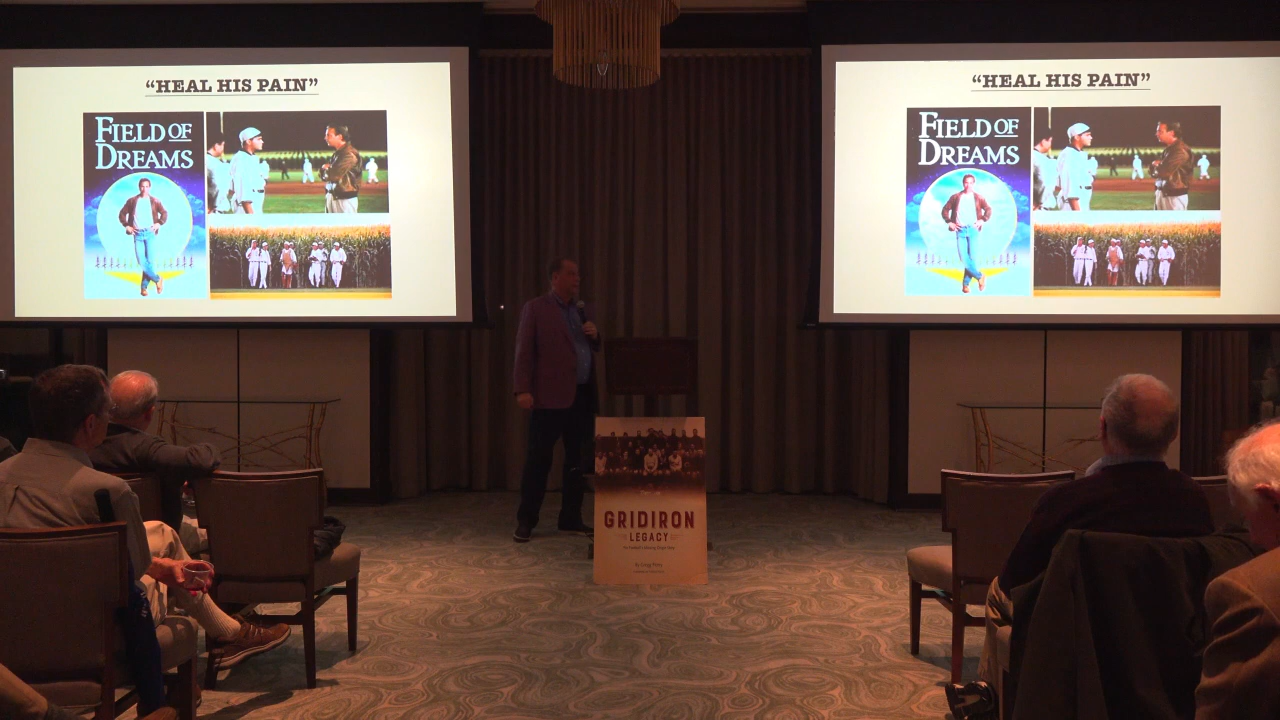 “HEAL HIS PAIN”
FIELD OF
DREAMS
“HEAL HIS PAIN”
FIELD OF
DREAMS
GRIDIRON
LEGACY